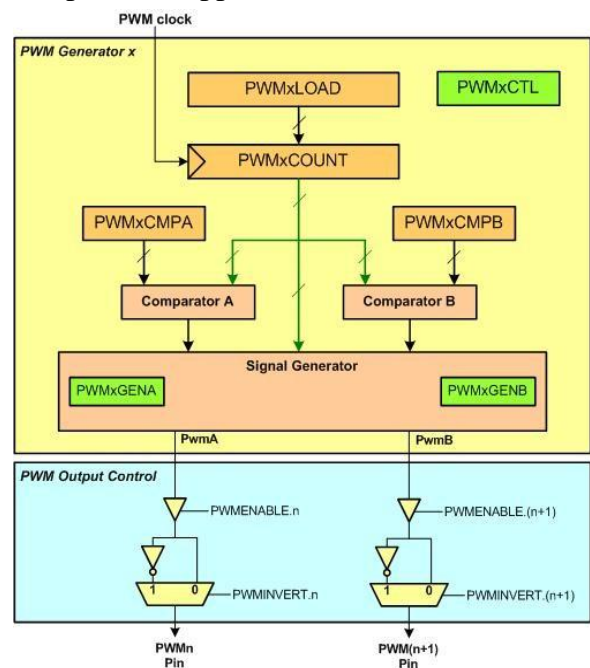 PWM clock
PWM Generator x
PWMxLOAD
PWMxCTL
PWMxCOUNT
PWMxCMPA
PWMxCMPB
Comparator A
Comparator B
Signal Generator
PWMxGENA
PWMxGENB
PwmA
PwmB
PWM Output Control
PWMENABLE.n
PWMENABLE.(n+1)
1 0
PWMINVERT.n
1 0
PWMINVERT.(n+1)
PWMn
Pin
PWM(n+1)
Pin